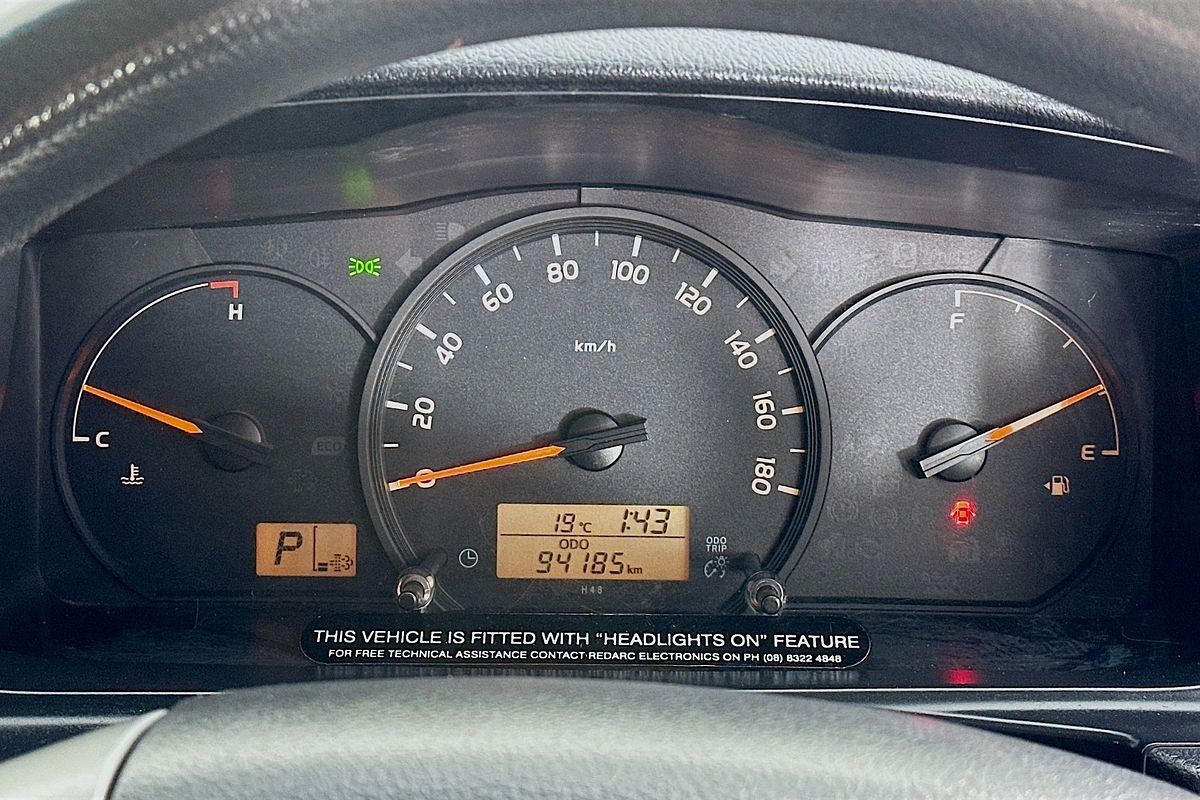 H
C
20
40
60
80
100
120
140
160
180
0
km/h
F
E
ECO
P
19 °C 1:43
ODO
94185 km
ODO
TRIP
H48
THIS VEHICLE IS FITTED WITH “HEADLIGHTS ON” FEATURE
FOR FREE TECHNICAL ASSISTANCE CONTACT REDARC ELECTRONICS ON PH (08) 8322 4848